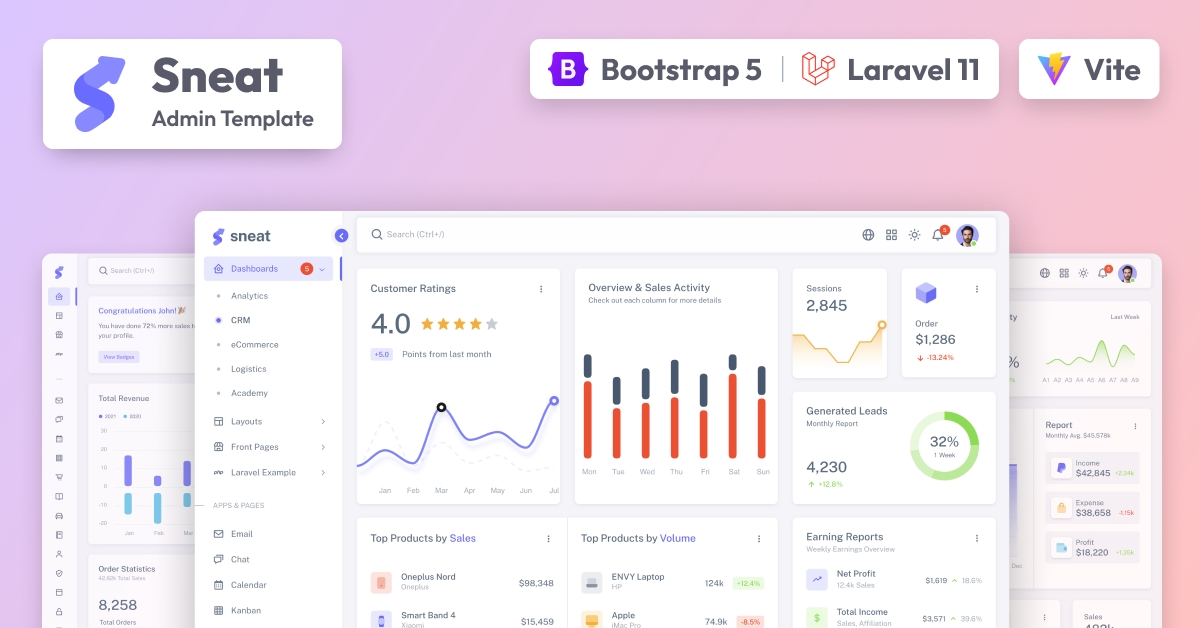 Sneat
Admin Template
B Bootstrap 5
Laravel 11
Vite
Search (Ctrl+/)
Congratulations John!
You have done 72% more sales
your profile.
View Badges
Total Revenue
2021
2020
30
20
10
0
-10
-20
Jan
Feb
Mar
Order Statistics
42.82k Total Sales
8,258
Total Orders
sneat
Dashboards
5
Analytics
CRM
eCommerce
Logistics
Academy
Layouts
Front Pages
Laravel Example
APPS & PAGES
Email
Chat
Calendar
Kanban
Search (Ctrl+/)
5
Customer Ratings
4.0
+5.0 Points from last month
Jan Feb Mar Apr May Jun Jul
Overview & Sales Activity
Check out each column for more details
Mon Tue Wed Thu Fri Sat Sun
Sessions
2,845
Order
$1,286
-13.24%
Generated Leads
Monthly Report
4,230
+12.8%
32%
1 Week
Top Products by Sales
Oneplus Nord
Oneplus
$98,348
Smart Band 4
Xiaomi
$15,459
Top Products by Volume
ENVY Laptop
HP
124k
+12.4%
Apple
iMac Pro
74.9k
-8.5%
Earning Reports
Weekly Earnings Overview
Net Profit
12.4k Sales
$1,619
18.6%
Total Income
Sales, Affiliation
$3,571
39.6%
Last Week
A1 A2 A3 A4 A5 A6 A7 A8 A9
Report
Monthly Avg. $45,578k
Income
$42,845
+2.34k
Expense
$38,658
-1.15k
Profit
$18,220
+1.35k
Dec
Sales